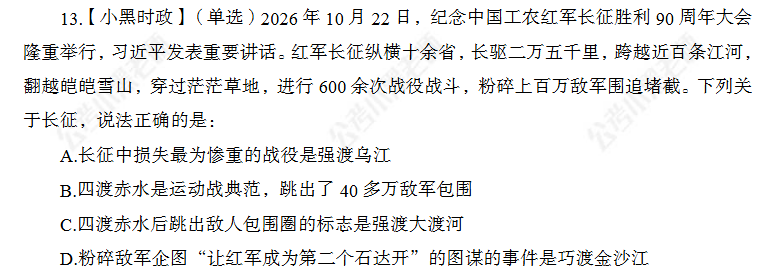 13.【小黑时政】（单选）2026 年 10 月 22 日，纪念中国工农红军长征胜利 90 周年大会
隆重举行，习近平发表重要讲话。红军长征纵横十余省，长驱二万五千里，跨越近百条江河，
翻越皑皑雪山，穿过茫茫草地，进行 600 余次战役战斗，粉碎上百万敌军围追堵截。下列关
于长征，说法正确的是：
A.长征中损失最为惨重的战役是强渡乌江
B.四渡赤水是运动战典范，跳出了 40 多万敌军包围
C.四渡赤水后跳出敌人包围圈的标志是强渡大渡河
D.粉碎敌军企图“让红军成为第二个石达开”的图谋的事件是巧渡金沙江